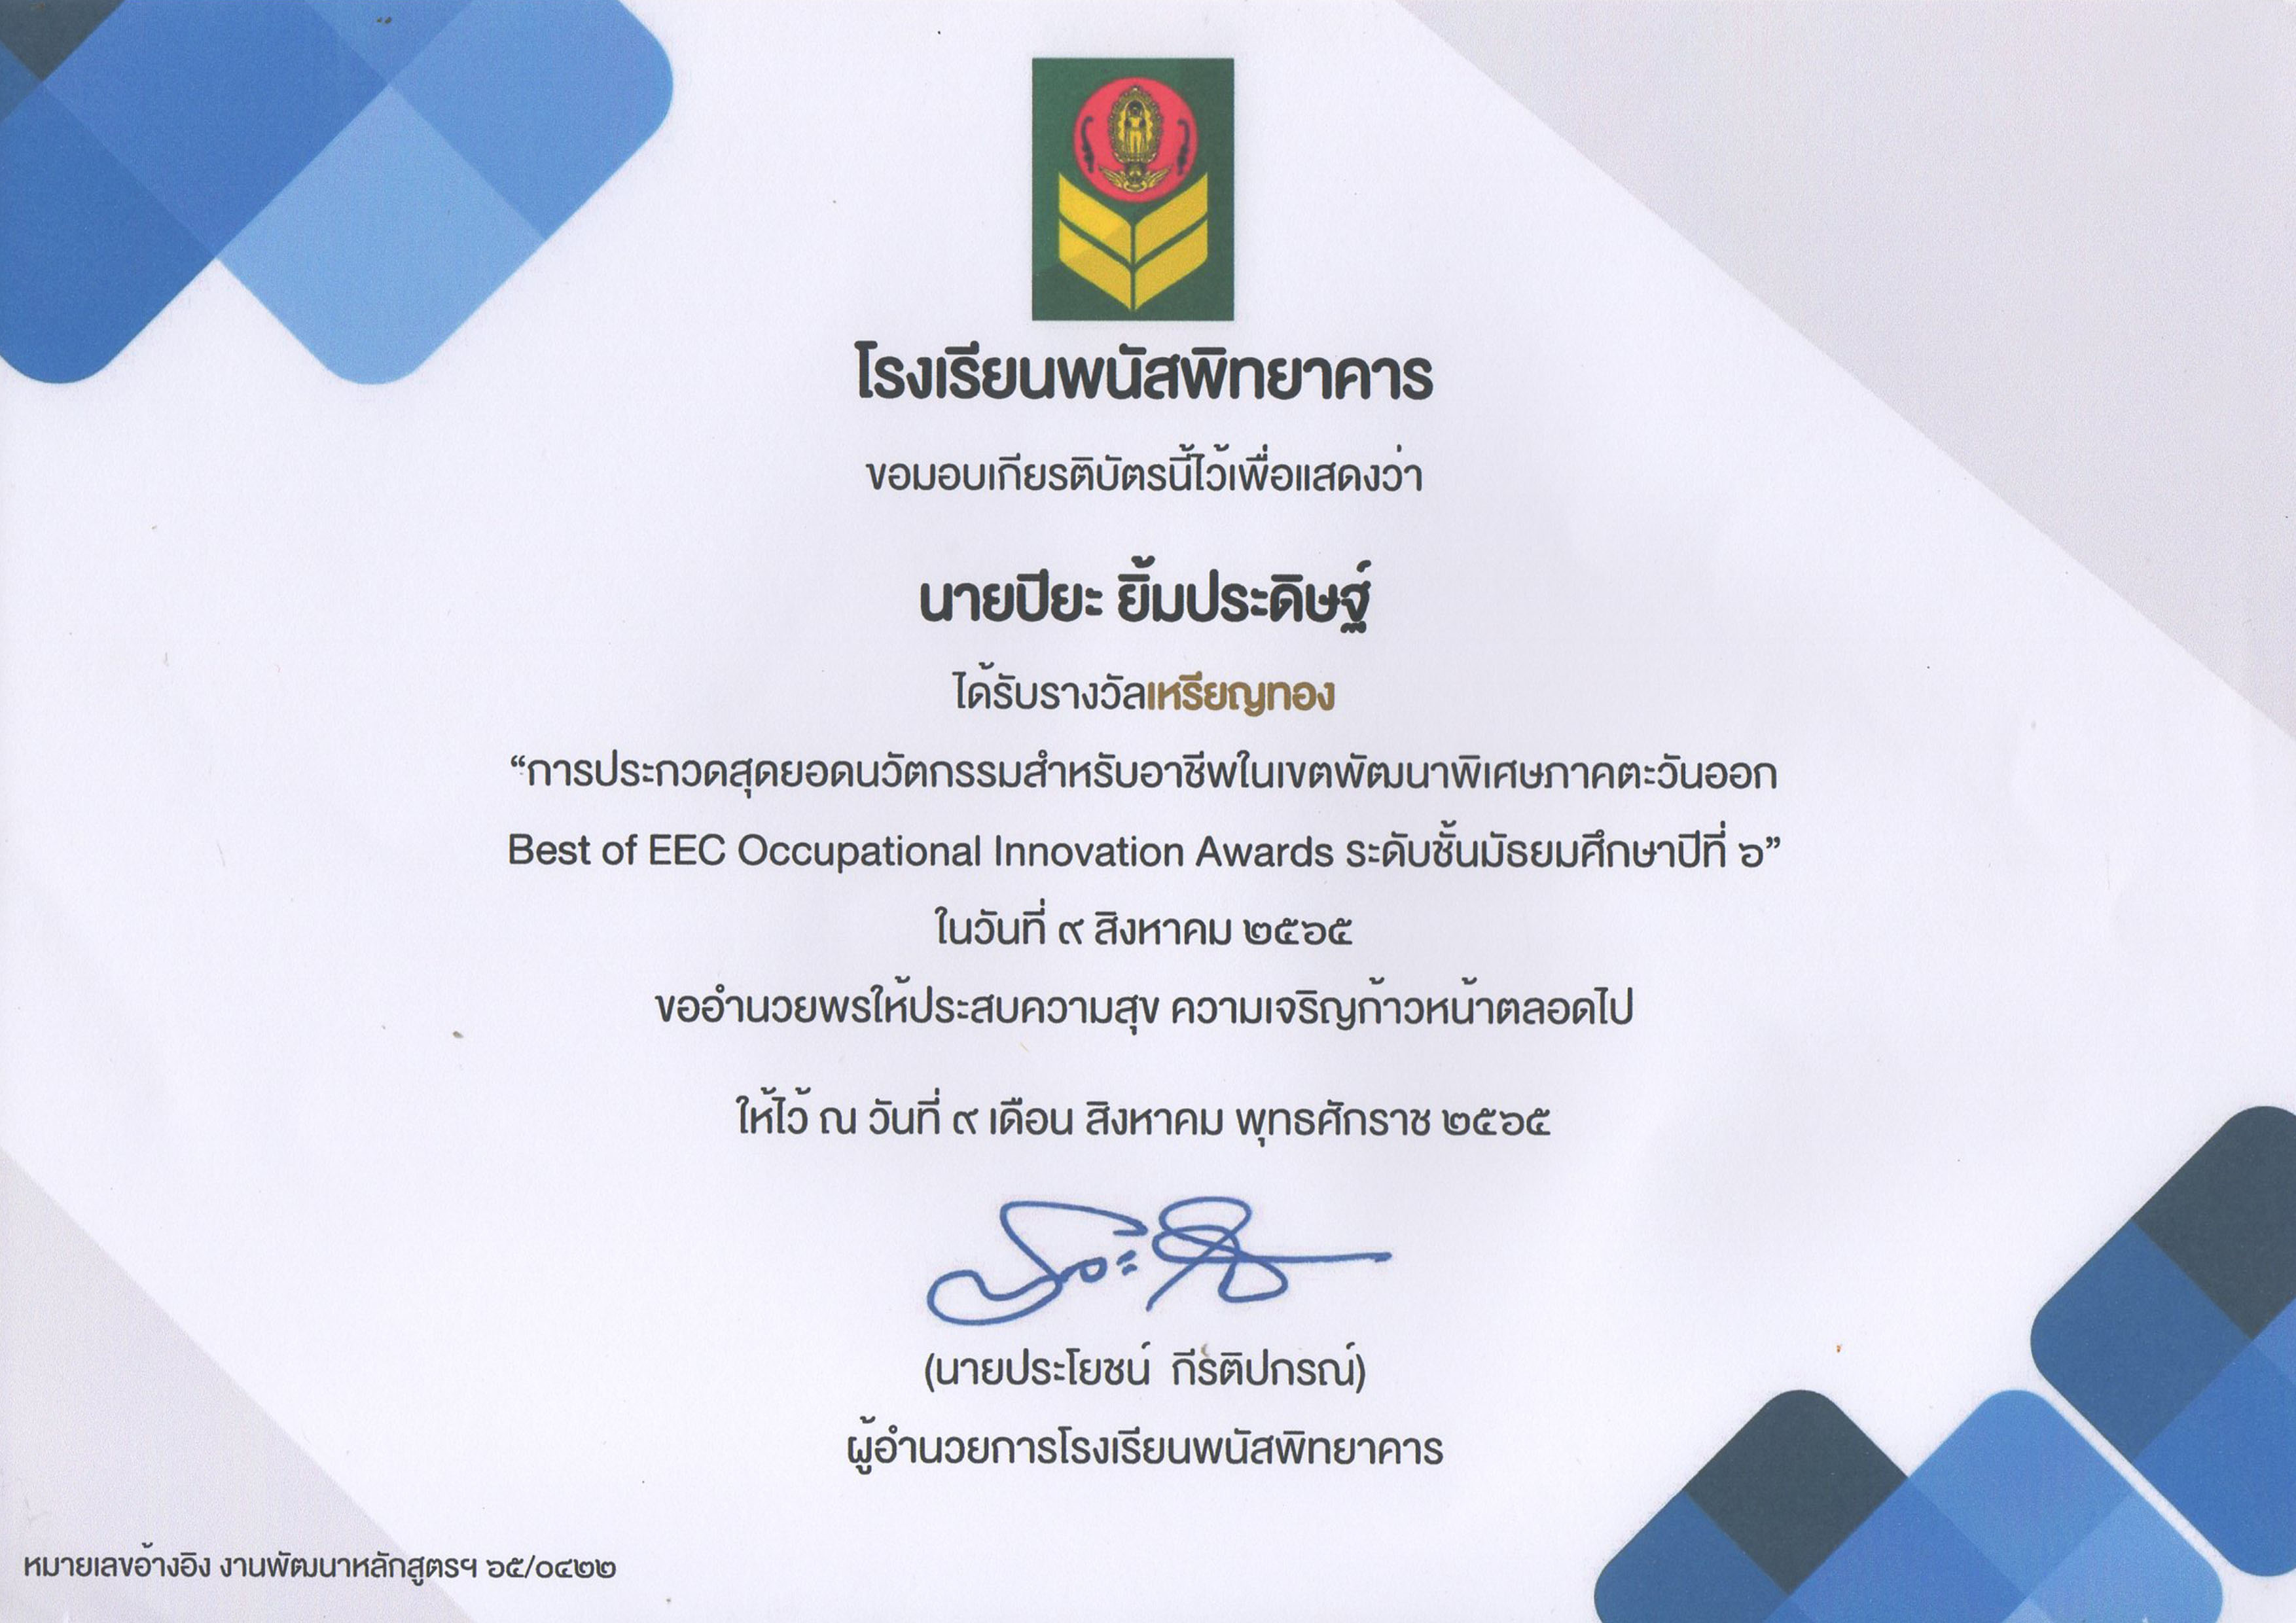 โรงเรียนพนัสพิทยาคาร
ขอมอบเกียรติบัตรนี้ไว้เพื่อแสดงว่า
นายปิยะ ยิ้มประดิษฐ์
ได้รับรางวัลเหรียญทอง
“การประกวดสุดยอดนวัตกรรมสำหรับอาชีพในเขตพัฒนาพิเศษภาคตะวันออก
Best of EEC Occupational Innovation Awards ระดับชั้นมัธยมศึกษาปีที่ ๖”
ในวันที่ ๙ สิงหาคม ๒๕๖๕
ขออำนวยพรให้ประสบความสุข ความเจริญก้าวหน้าตลอดไป
ให้ไว้ ณ วันที่ ๙ เดือน สิงหาคม พุทธศักราช ๒๕๖๕
(นายประโยชน์ กีรติปกรณ์)
ผู้อำนวยการโรงเรียนพนัสพิทยาคาร
หมายเลขอ้างอิง งานพัฒนาหลักสูตรฯ ๖๕/๐๔๒๒